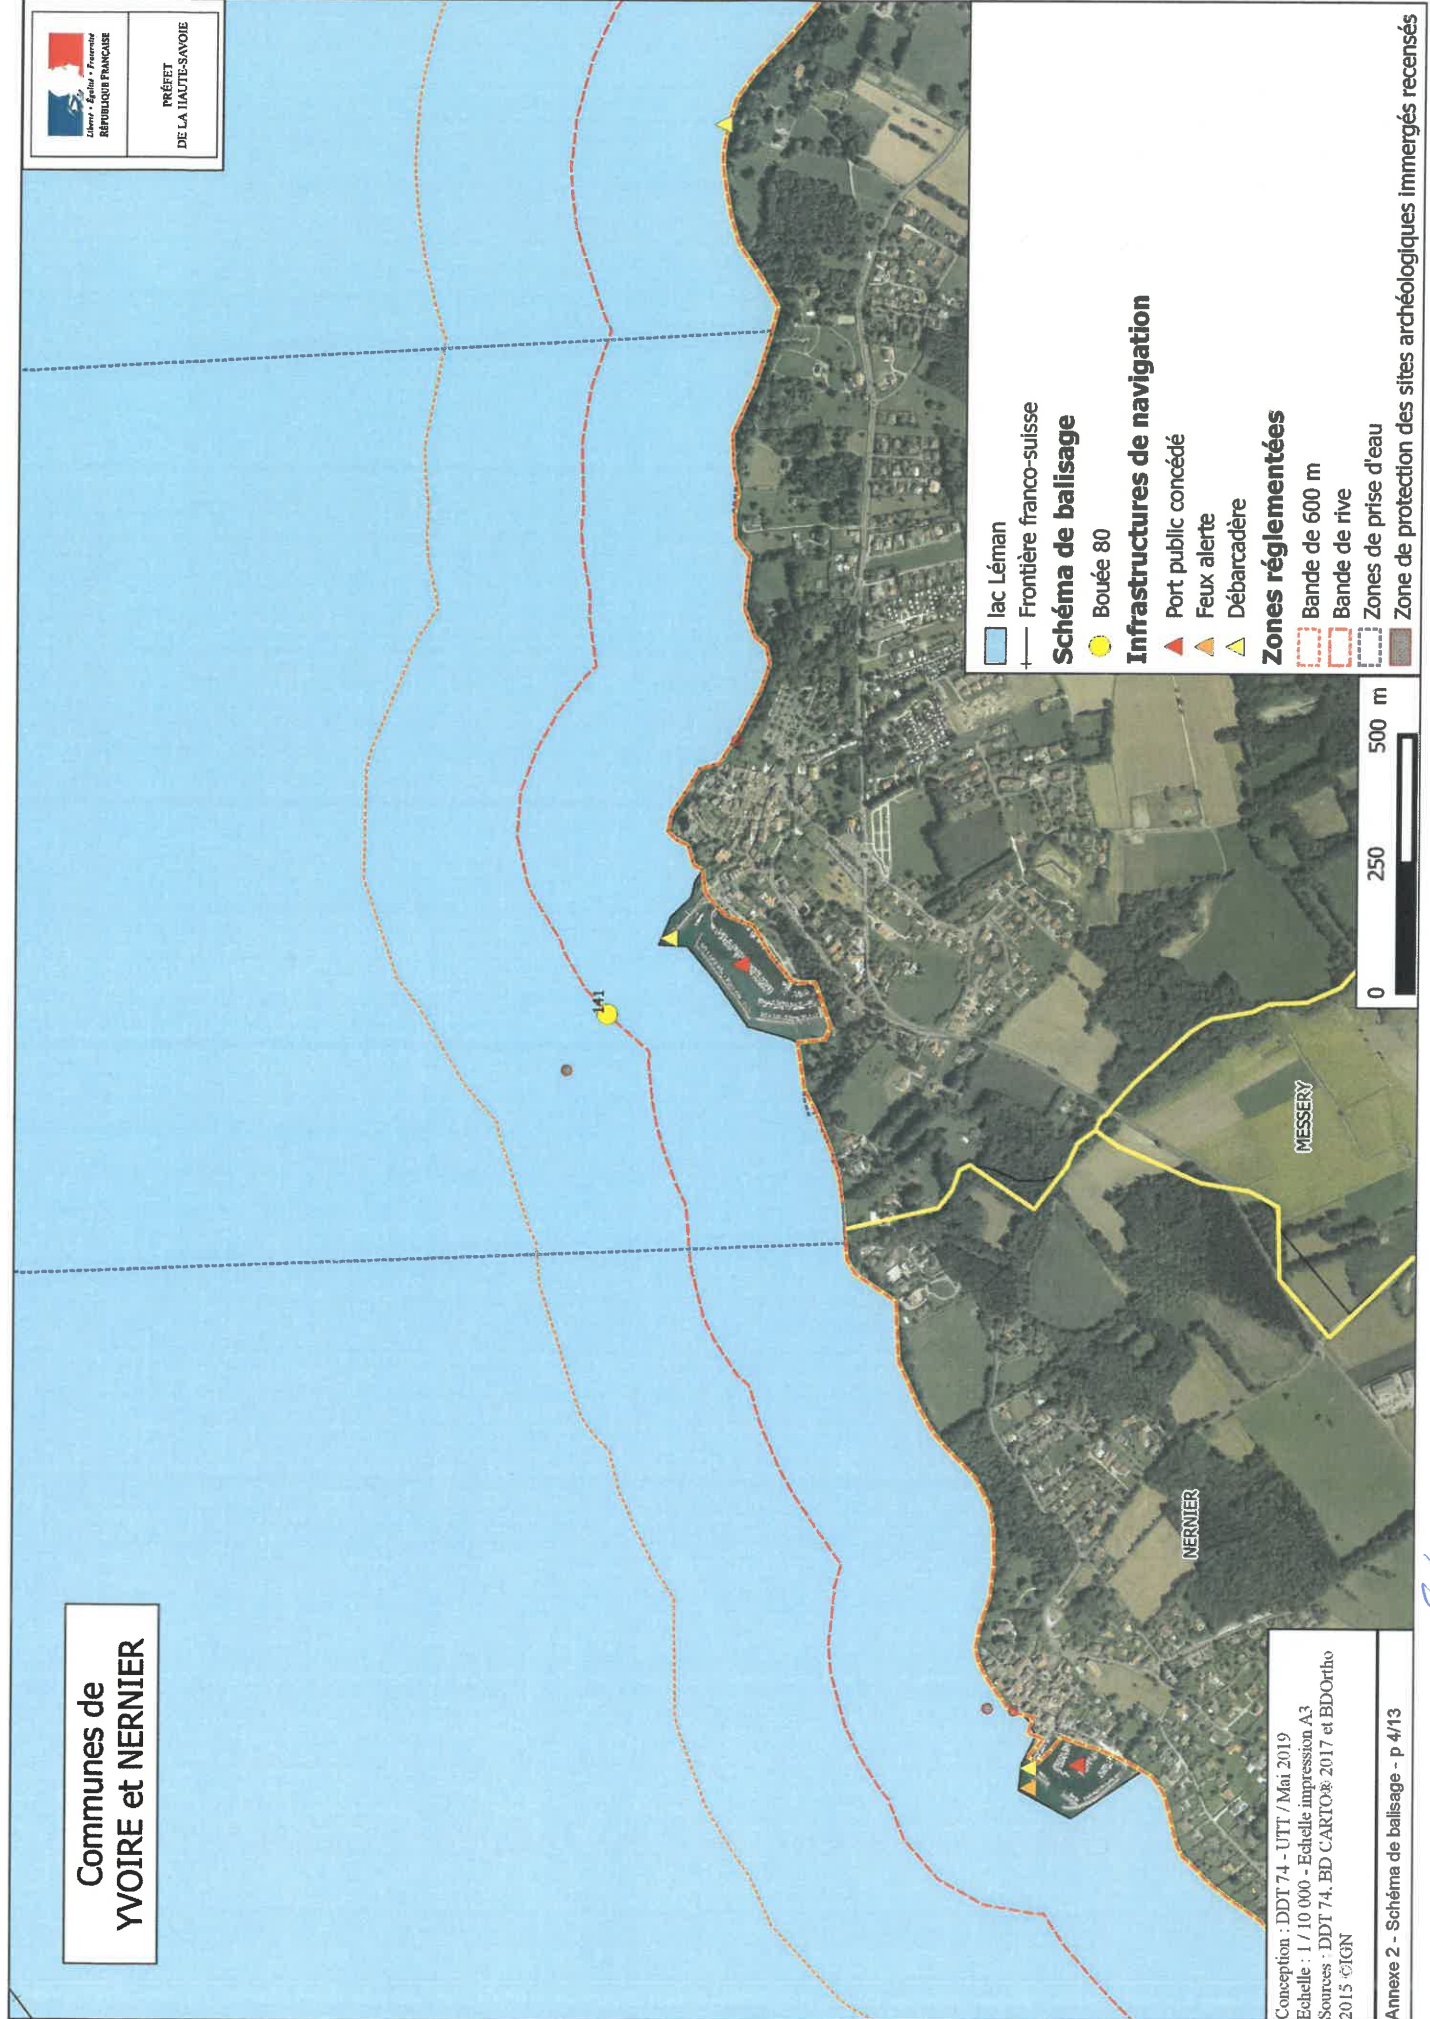 Communes de
YVOIRE et NERNIER
Liberté • Égalité • Fraternité
RÉPUBLIQUE FRANÇAISE
PRÉFET
DE LA HAUTE-SAVOIE
141
NERNIER
MESSERY
lac Léman
Frontière franco-suisse
Schéma de balisage
Bouée 80
Infrastructures de navigation
Port public concédé
Feux alerte
Débarcadère
Zones réglementées
Bande de 600 m
Bande de rive
Zones de prise d'eau
Zone de protection des sites archéologiques immergés recensés
0 250 500 m
Conception : DDT 74 - UTT / Mai 2019
Echelle : 1 / 10 000 - Echelle impression A3
Sources : DDT 74, BD CARTO® 2017 et BDOrtho
2015 ©IGN
Annexe 2 - Schéma de balisage - p 4/13